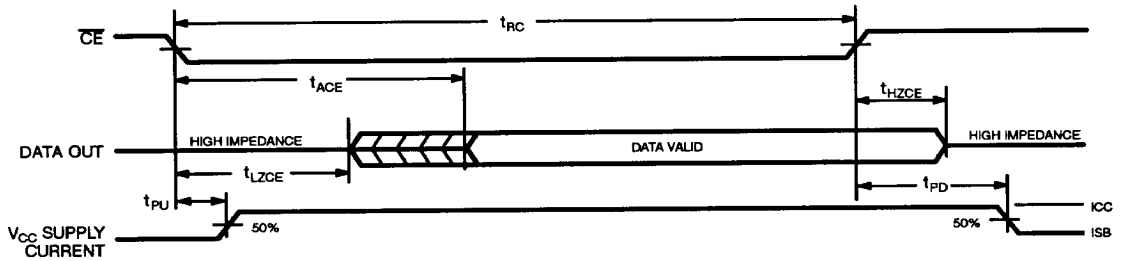 tRC
CE
tACE
tHZCE
DATA OUT
HIGH IMPEDANCE
DATA VALID
HIGH IMPEDANCE
tLZCE
tPD
tPU
ICC
50%
50%
VCC SUPPLY
CURRENT
ISB